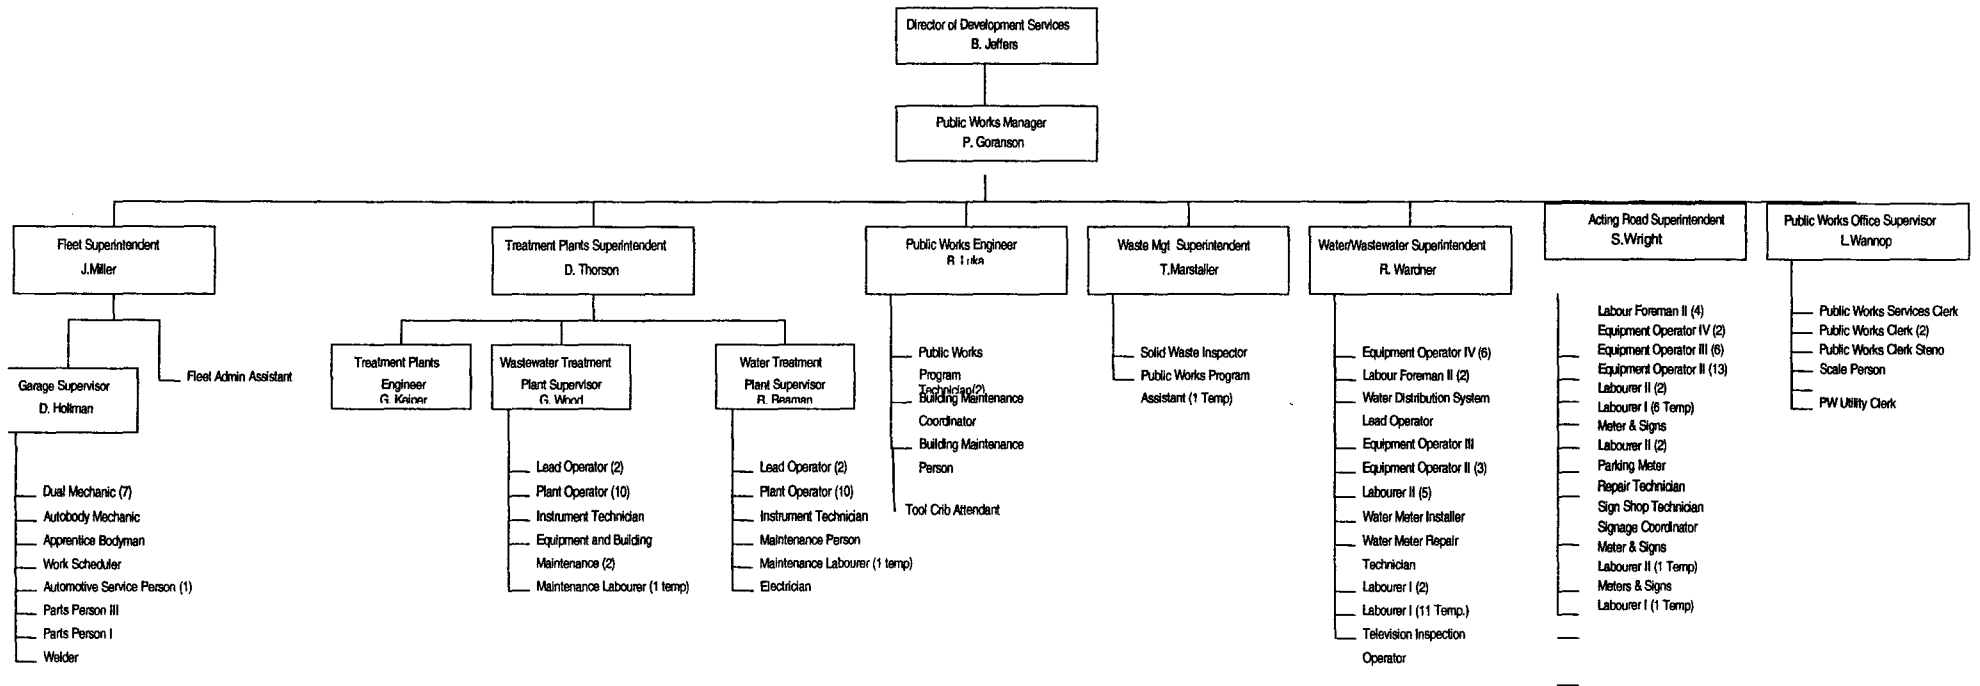 Director of Development Services
B. Jeffers
Public Works Manager
P. Goranson
Fleet Superintendent
J.Miller
Garage Supervisor
D. Holtman
Dual Mechanic (7)
Autobody Mechanic
Apprentice Bodyman
Work Scheduler
Automotive Service Person (1)
Parts Person III
Parts Person I
Welder
Fleet Admin Assistant
Treatment Plants Superintendent
D. Thorson
Treatment Plants
Engineer
G.
Wastewater Treatment
Plant Supervisor
G. Wood
Lead Operator (2)
Plant Operator (10)
Instrument Technician
Equipment and Building
Maintenance (2)
Maintenance Labourer (1 temp)
Water Treatment
Plant Supervisor
Lead Operator (2)
Plant Operator (10)
Instrument Technician
Maintenance Person
Maintenance Labourer (1 temp)
Electrician
Public Works Engineer
Public Works
Program
Technician(2)
Building Maintenance
Coordinator
Building Maintenance
Person
Tool Crib Attendant
Waste Mgt Superintendent
T.Marstaller
Solid Waste Inspector
Public Works Program
Assistant (1 Temp)
Water/Wastewater Superintendent
R. Wardner
Equipment Operator IV (6)
Labour Foreman II (2)
Water Distribution System
Lead Operator
Equipment Operator III
Equipment Operator II (3)
Labourer II (5)
Water Meter Installer
Water Meter Repair
Technician
Labourer I (2)
Labourer I (11 Temp.)
Television Inspection
Operator
Acting Road Superintendent
S.Wright
Labour Foreman II (4)
Equipment Operator IV (2)
Equipment Operator III (6)
Equipment Operator II (13)
Labourer II (2)
Labourer I (6 Temp)
Meter & Signs
Labourer II (2)
Parking Meter
Repair Technician
Sign Shop Technician
Signage Coordinator
Meter & Signs
Labourer II (1 Temp)
Meters & Signs
Labourer I (1 Temp)
Public Works Office Supervisor
L.Wannop
Public Works Services Clerk
Public Works Clerk (2)
Public Works Clerk Steno
Scale Person
PW Utility Clerk